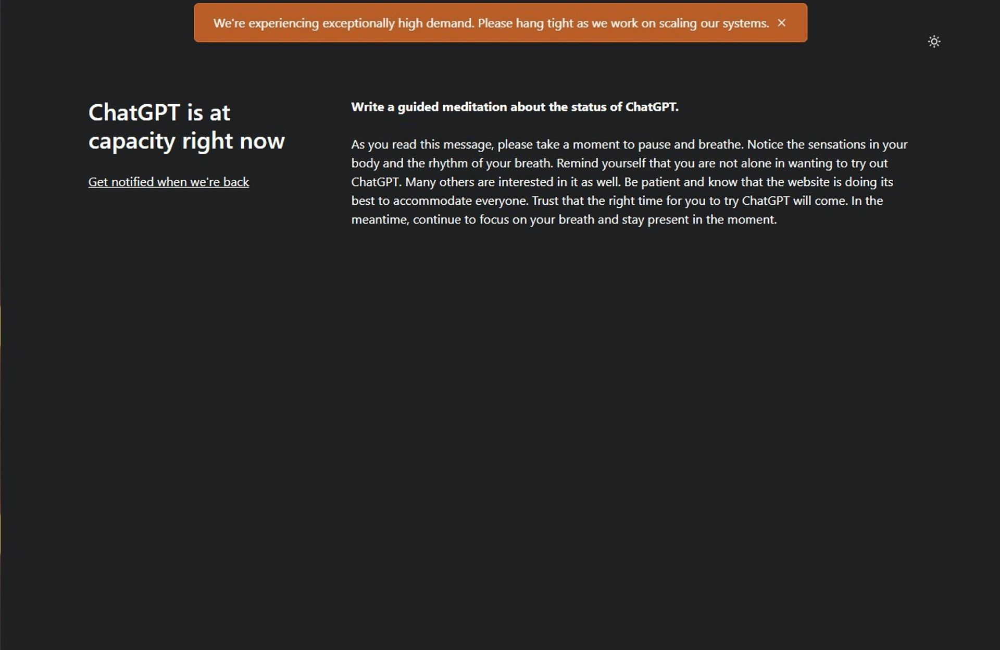 We're experiencing exceptionally high demand. Please hang tight as we work on scaling our systems. ×
ChatGPT is at
capacity right now
Get notified when we're back
Write a guided meditation about the status of ChatGPT.
As you read this message, please take a moment to pause and breathe. Notice the sensations in your
body and the rhythm of your breath. Remind yourself that you are not alone in wanting to try out
ChatGPT. Many others are interested in it as well. Be patient and know that the website is doing its
best to accommodate everyone. Trust that the right time for you to try ChatGPT will come. In the
meantime, continue to focus on your breath and stay present in the moment.